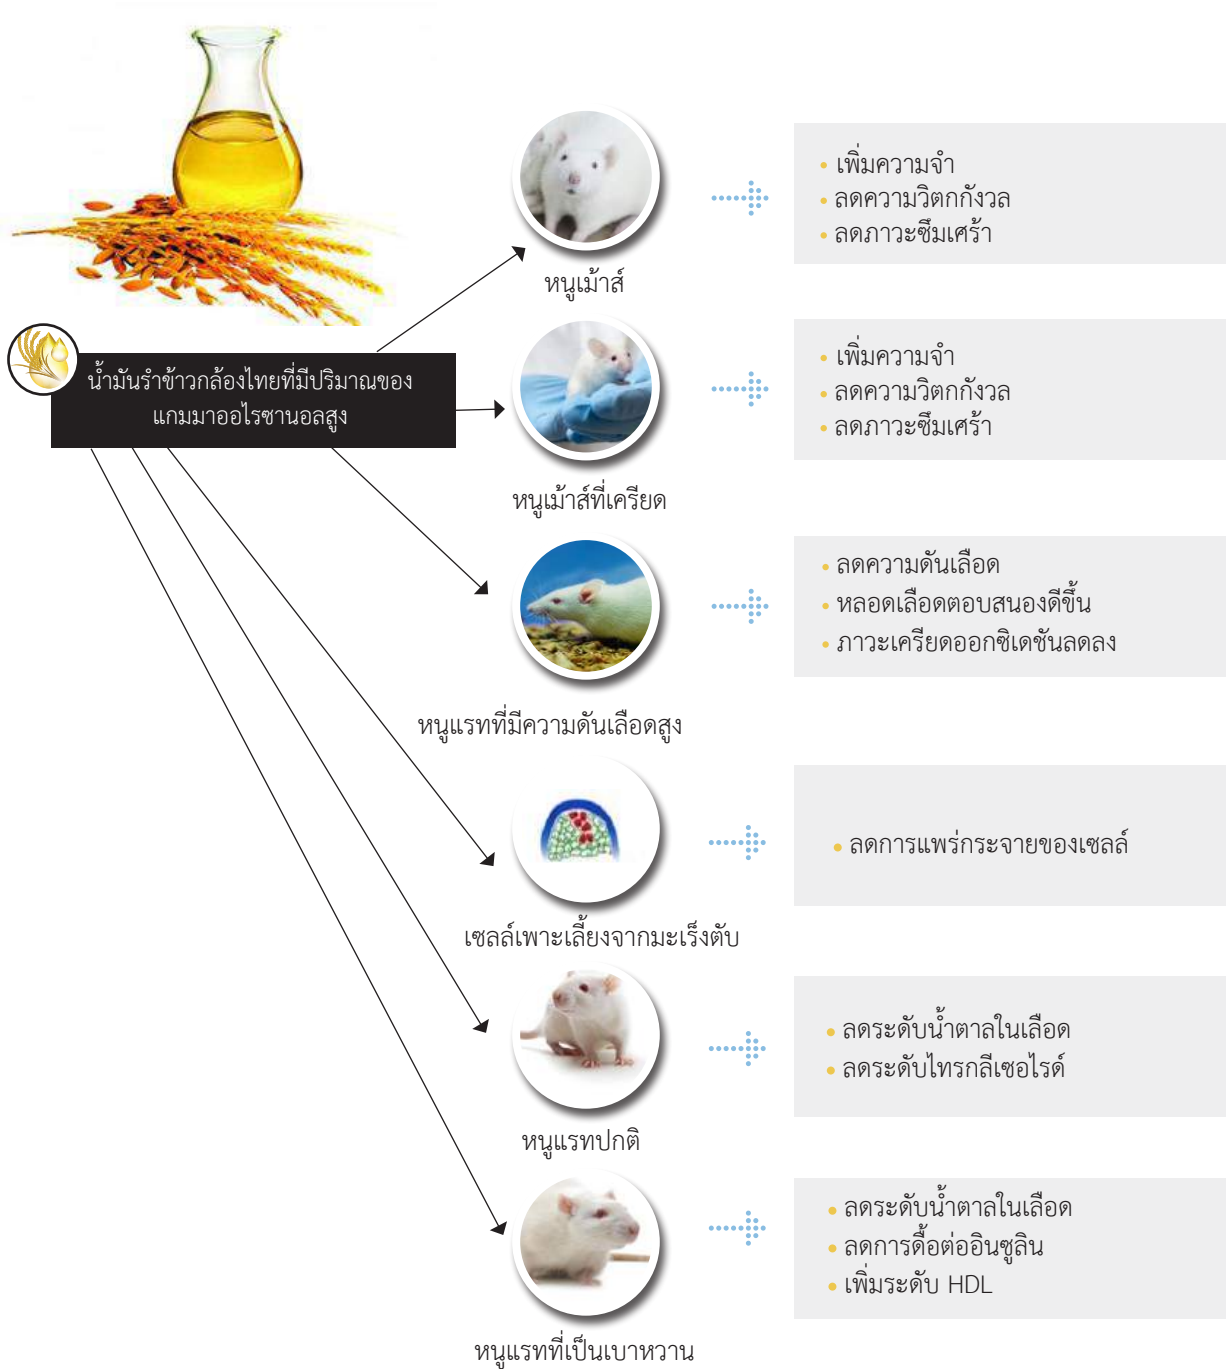 เพิ่มความจำ
ลดความวิตกกังวล
ลดภาวะซึมเศร้า
หนูเม้าส์
น้ำมันรำข้าวกล้องไทยที่มีปริมาณของ
แกมมาออไรซานอลสูง
เพิ่มความจำ
ลดความวิตกกังวล
ลดภาวะซึมเศร้า
หนูเม้าส์ที่เครียด
ลดความดันเลือด
หลอดเลือดตอบสนองดีขึ้น
ภาวะเครียดออกซิเดชันลดลง
หนูแรทที่มีความดันเลือดสูง
ลดการแพร่กระจายของเซลล์
เซลล์เพาะเลี้ยงจากมะเร็งตับ
ลดระดับน้ำตาลในเลือด
ลดระดับไทรกลีเซอไรด์
หนูแรทปกติ
ลดระดับน้ำตาลในเลือด
ลดการดื้อต่ออินซูลิน
เพิ่มระดับ HDL
หนูแรทที่เป็นเบาหวาน